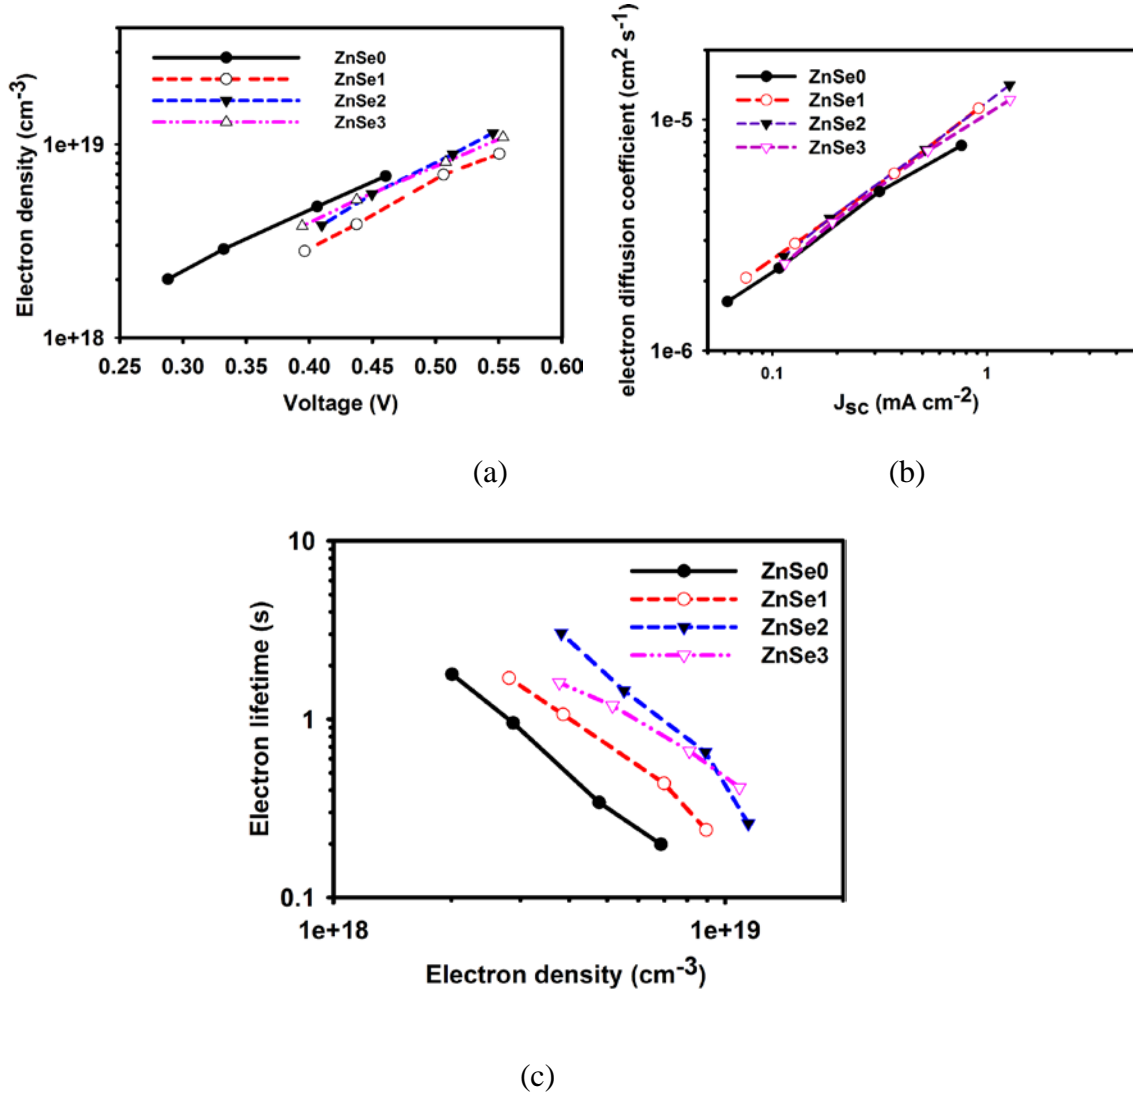 (a)
Electron density (cm-3)
1e+19
1e+18
ZnSe0
ZnSe1
ZnSe2
ZnSe3
0.25 0.30 0.35 0.40 0.45 0.50 0.55 0.60
Voltage (V)
electron diffusion coefficient (cm2 s-1)
1e-5
1e-6
ZnSe0
ZnSe1
ZnSe2
ZnSe3
0.1 1
JSC (mA cm-2)
(a)
(b)
Electron lifetime (s)
10
1
0.1
ZnSe0
ZnSe1
ZnSe2
ZnSe3
1e+18 1e+19
Electron density (cm-3)
(c)